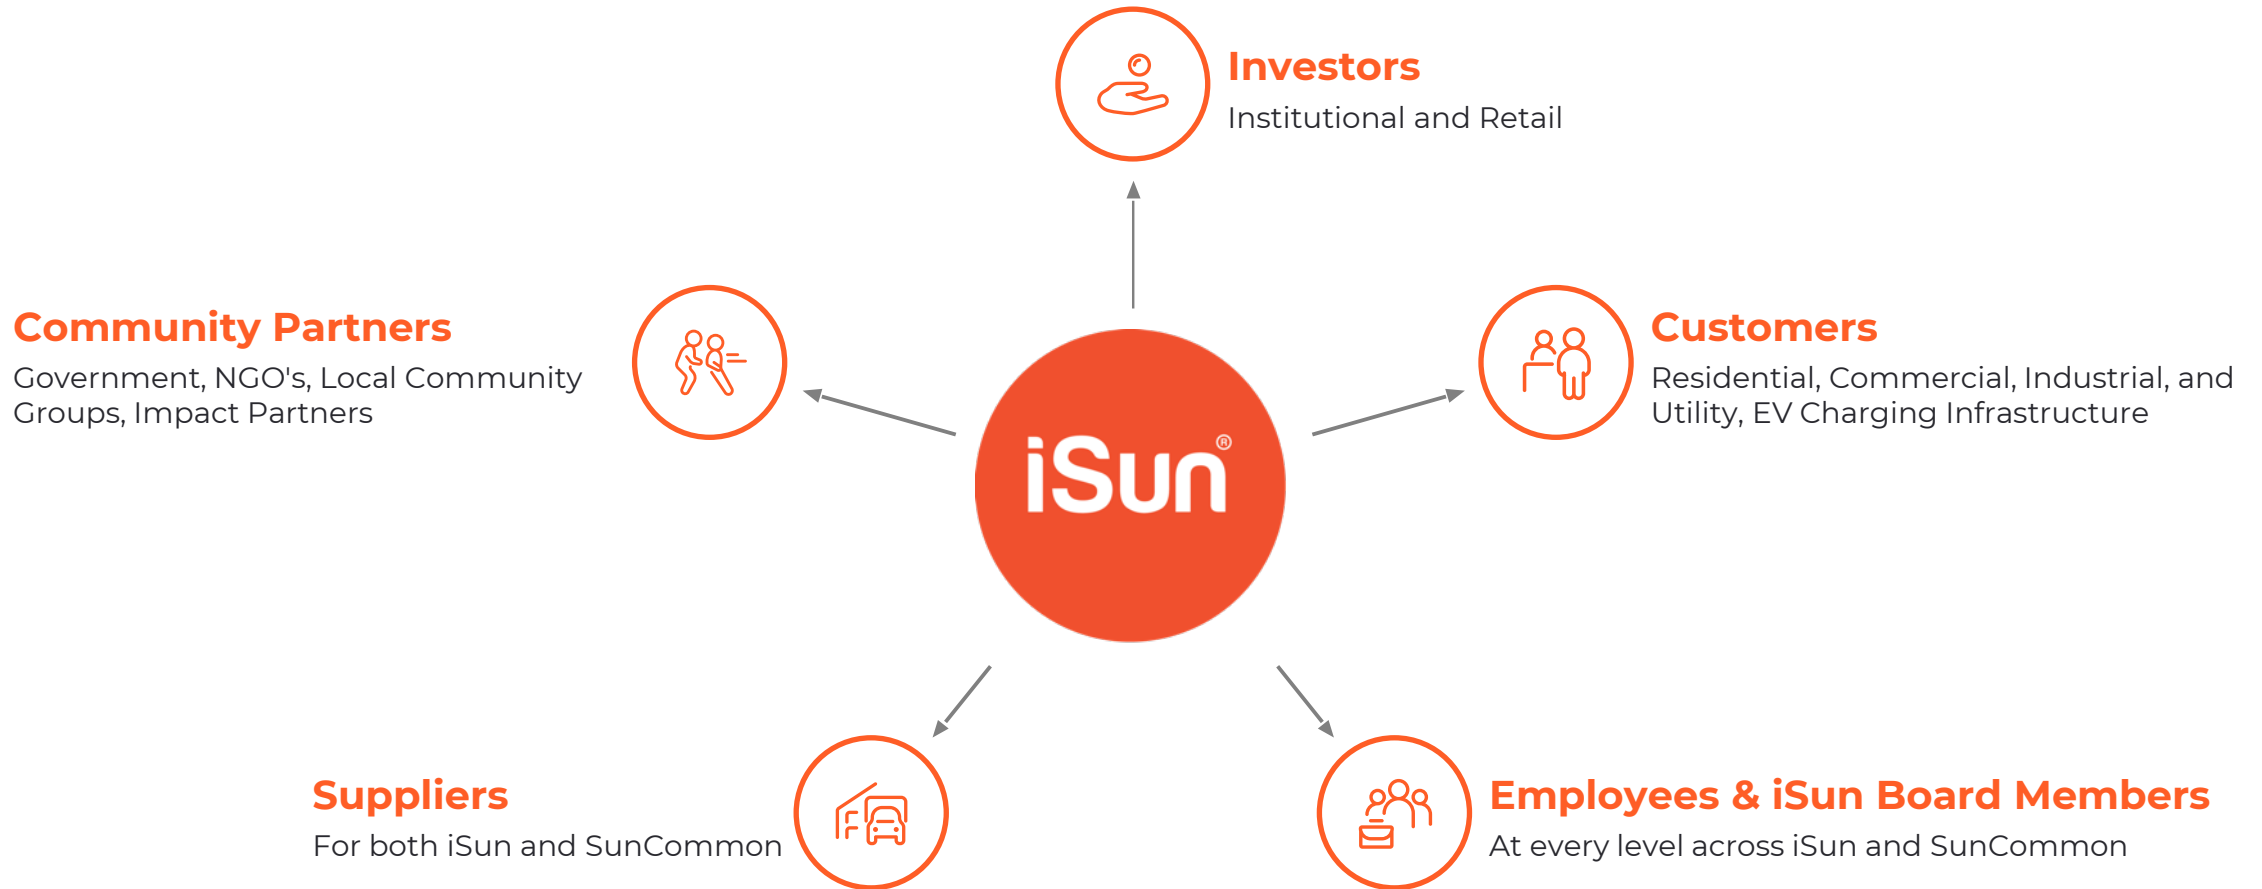 Investors
Institutional and Retail
Community Partners
Government, NGO's, Local Community
Groups, Impact Partners
Customers
Residential, Commercial, Industrial, and
Utility, EV Charging Infrastructure
iSun®
Suppliers
For both iSun and SunCommon
Employees & iSun Board Members
At every level across iSun and SunCommon